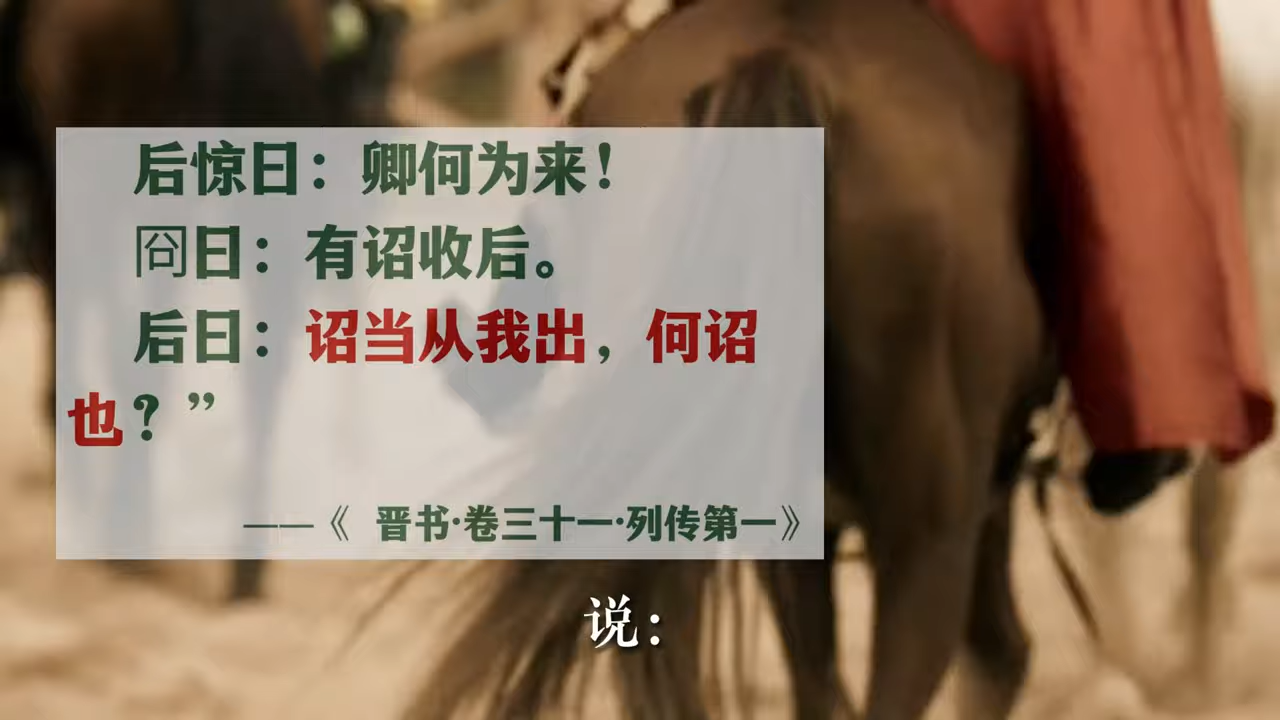 后惊曰：卿何为来！
冏曰：有诏收后。
后曰：诏当从我出，何诏
也？”
——《 晋书·卷三十一·列传第一》
说：